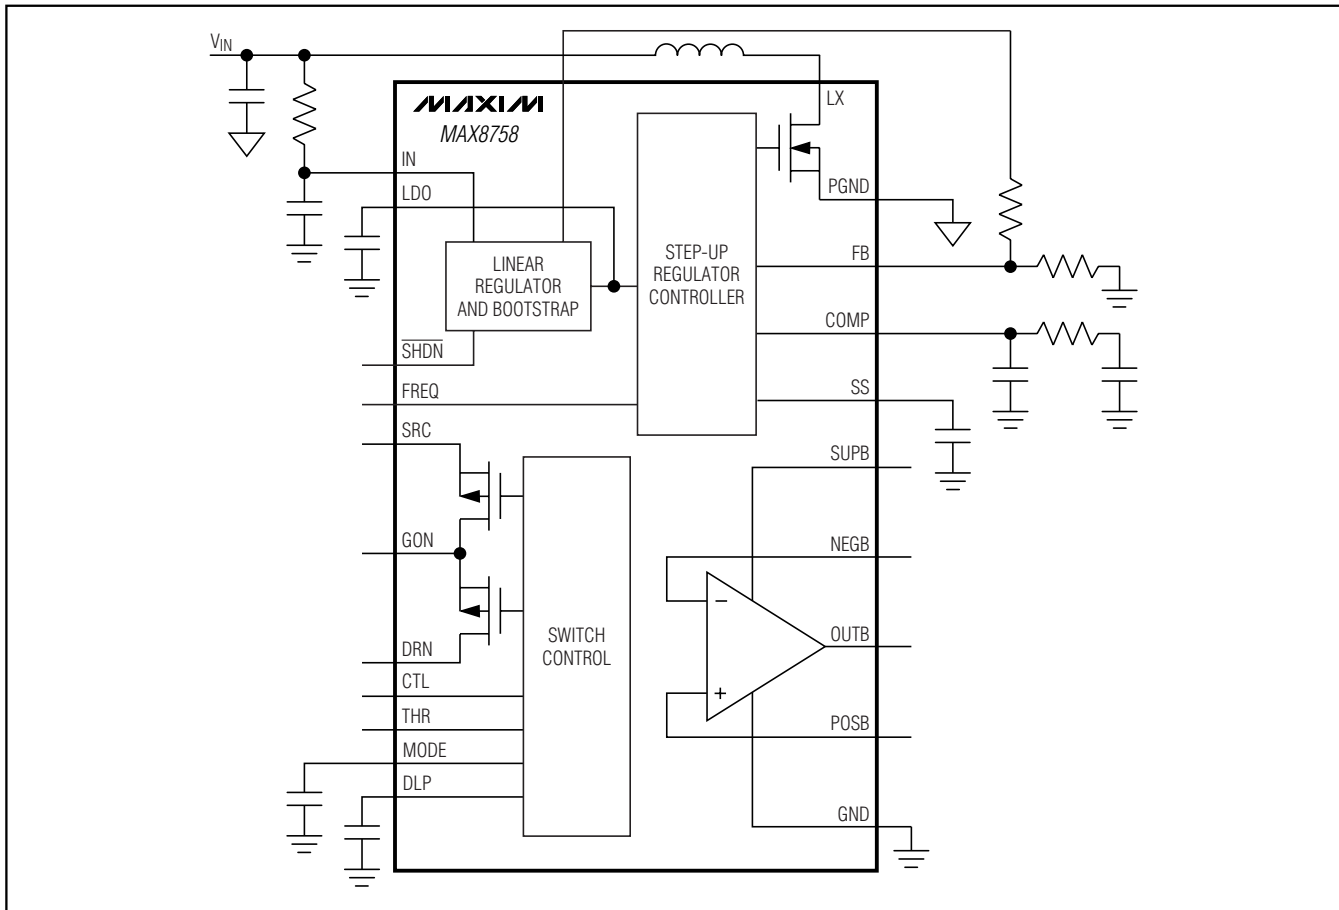 VIN
MAXIM
MAX8758
LX
IN
LDO
PGND
LINEAR
REGULATOR
AND BOOTSTRAP
STEP-UP
REGULATOR
CONTROLLER
FB
COMP
SHDN
FREQ
SS
SRC
SUPB
GON
NEGB
−
OUTB
SWITCH
CONTROL
DRN
CTL
+
THR
POSB
MODE
DLP
GND